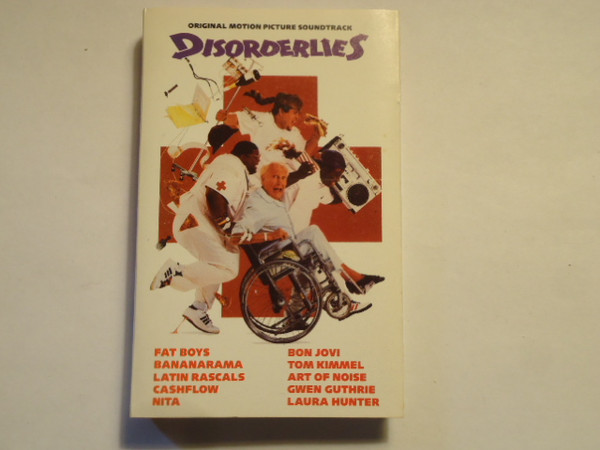 ORIGINAL MOTION PICTURE SOUNDTRACK
DISORDERLIES
FAT BOYS
BANANARAMA
LATIN RASCALS
CASHFLOW
NITA
BON JOVI
TOM KIMMEL
ART OF NOISE
GWEN GUTHRIE
LAURA HUNTER